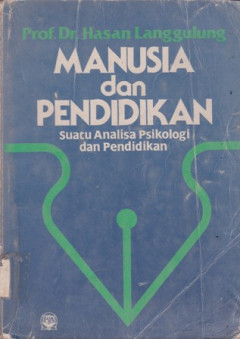 Prof. Dr. Hasan Langgulung
MANUSIA
dan
PENDIDIKAN
Suatu Analisa Psikologi
dan Pendidikan